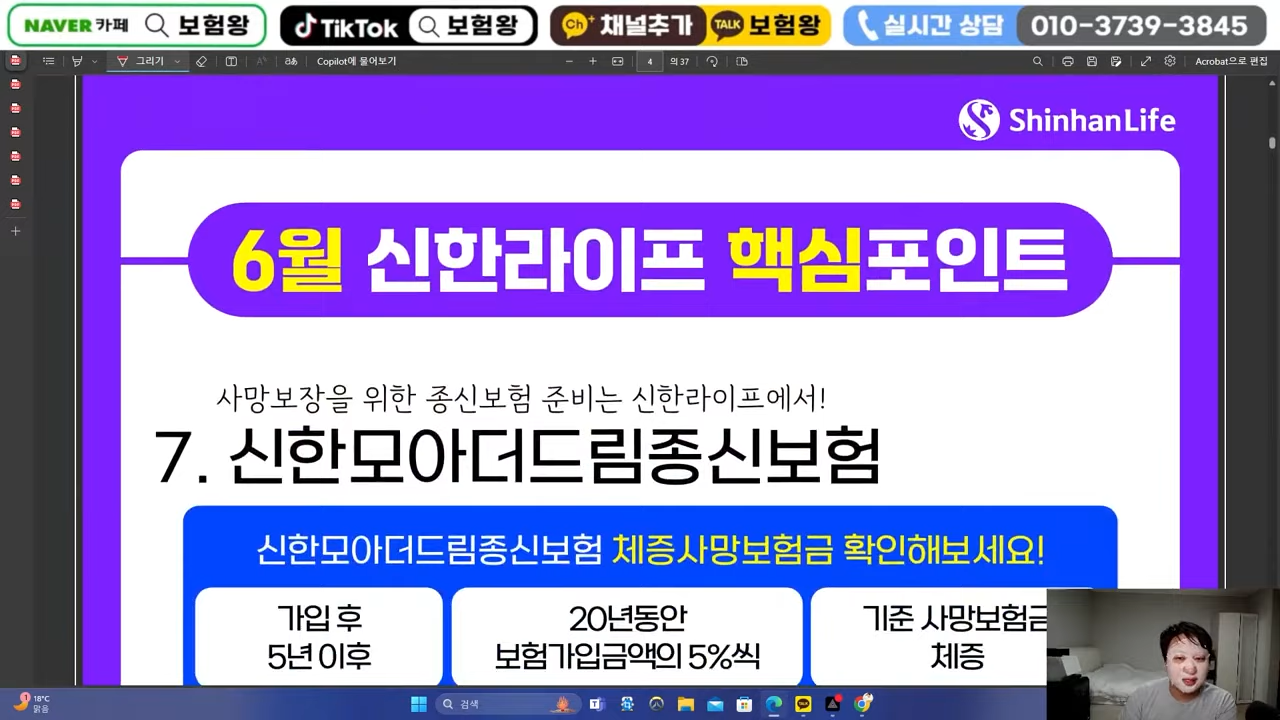 NAVER 카페 보험왕 TikTok 보험왕 Ch+ 채널추가 TALK 보험왕 실시간 상담 010-3739-3845
그리기 aあ Copilot에 물어보기 4 의 37 Acrobat으로 편집
ShinhanLife
6월 신한라이프 핵심포인트
사망보장을 위한 종신보험 준비는 신한라이프에서!
7. 신한모아더드림종신보험
신한모아더드림종신보험 체증사망보험금 확인해보세요!
가입 후
5년 이후
20년동안
보험가입금액의 5%씩
기준 사망보험금
체증
18°C
맑음
검색